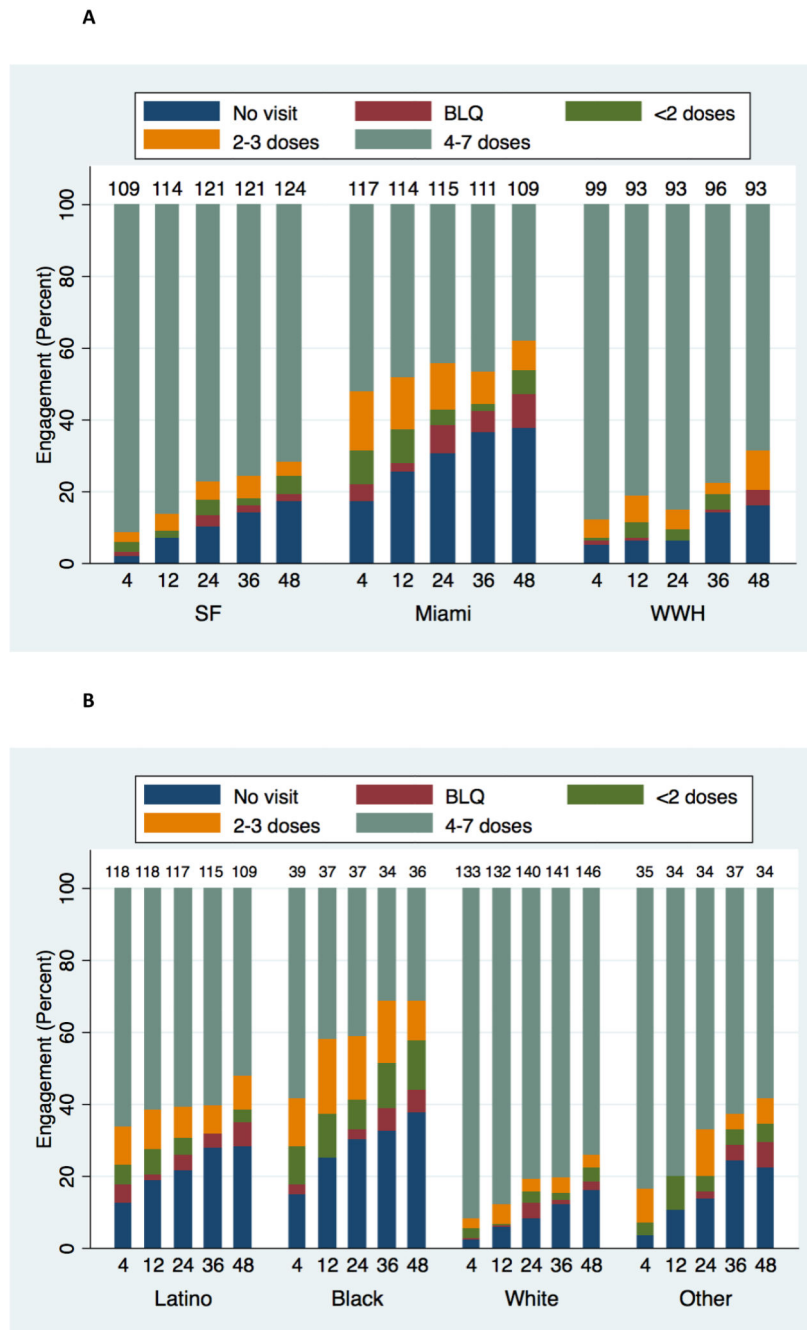 A
No visit BLQ <2 doses
2-3 doses 4-7 doses
109 114 121 121 124 117 114 115 111 109 99 93 93 96 93
100
80
60
40
20
0
Engagement (Percent)
4 12 24 36 48 4 12 24 36 48 4 12 24 36 48
SF Miami WWH
B
No visit BLQ <2 doses
2-3 doses 4-7 doses
118 118 117 115 109 39 37 37 34 36 133 132 140 141 146 35 34 34 37 34
100
80
60
40
20
0
Engagement (Percent)
4 12 24 36 48 4 12 24 36 48 4 12 24 36 48 4 12 24 36 48
Latino Black White Other